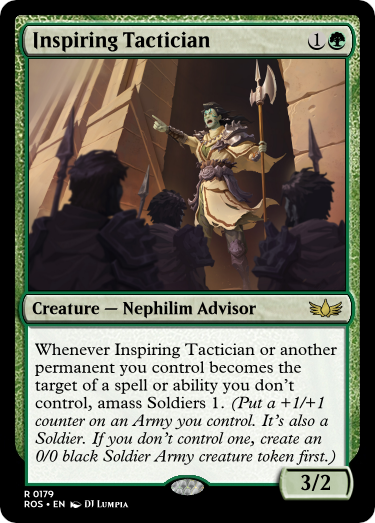 Inspiring Tactician 1
Creature — Nephilim Advisor
Whenever Inspiring Tactician or another
permanent you control becomes the
target of a spell or ability you don't
control, amass Soldiers 1. (Put a +1/+1
counter on an Army you control. It's also a
Soldier. If you don't control one, create an
0/0 black Soldier Army creature token first.)
3/2
R 0179
ROS • EN DJ Lumpia